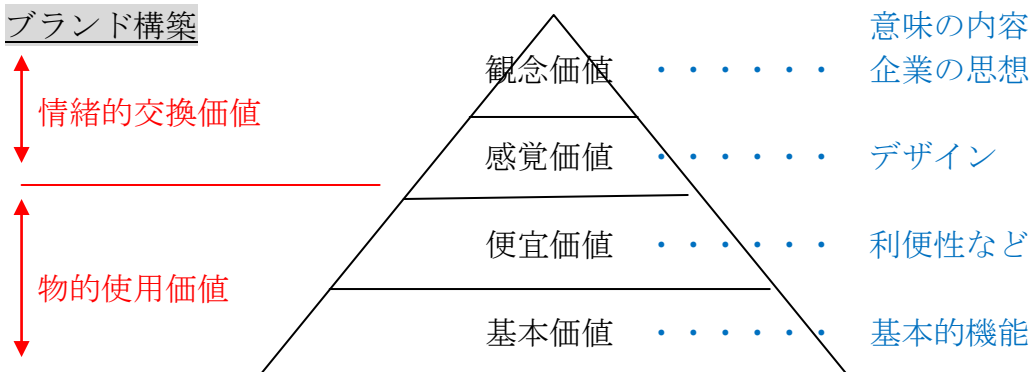 ブランド構築
意味の内容
観念価値 ・・・・・・ 企業の思想
情緒的交換価値
感覚価値 ・・・・・・ デザイン
便宜価値 ・・・・・・ 利便性など
物的使用価値
基本価値 ・・・・・・ 基本的機能